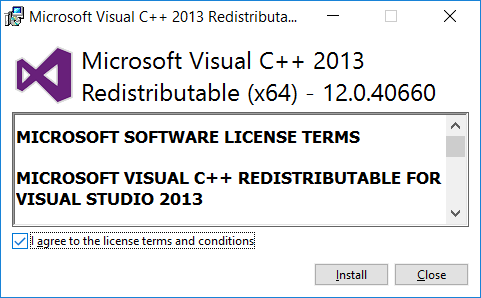 Microsoft Visual C++ 2013 Redistributa...
Microsoft Visual C++ 2013
Redistributable (x64) - 12.0.40660
MICROSOFT SOFTWARE LICENSE TERMS
MICROSOFT VISUAL C++ REDISTRIBUTABLE FOR
VISUAL STUDIO 2013
I agree to the license terms and conditions
Install
Close